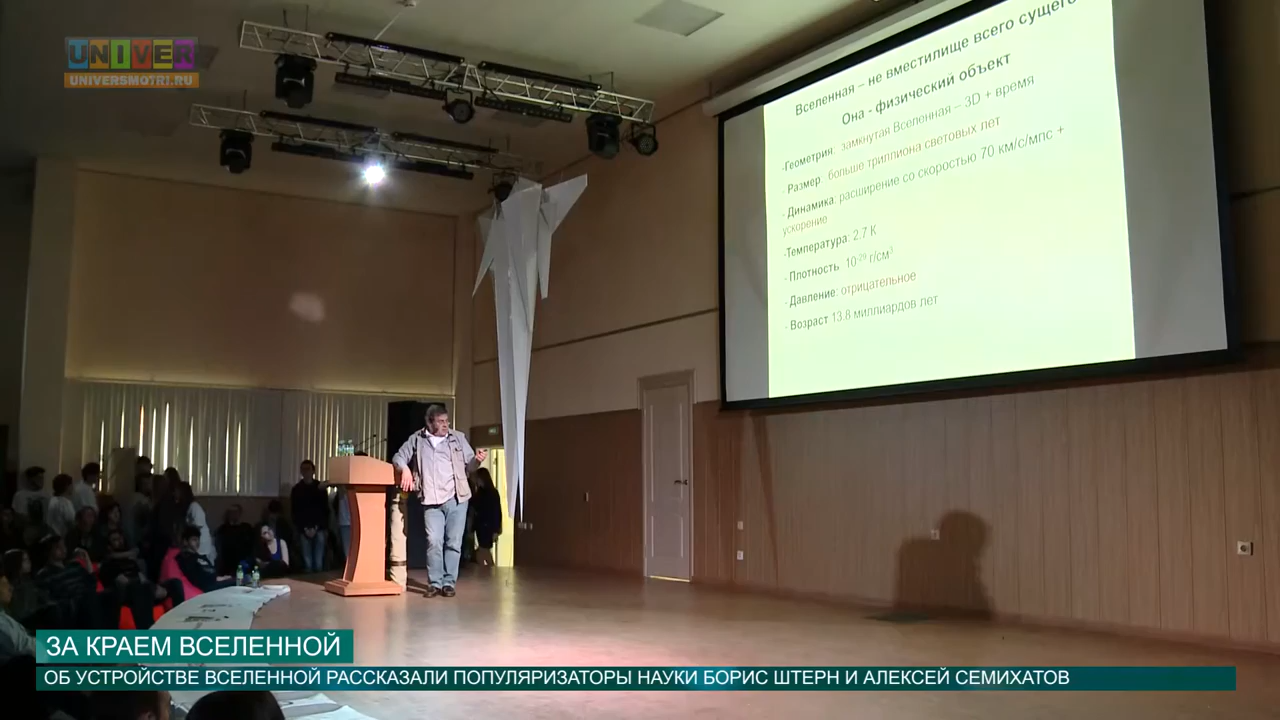 UNIVER
UNIVERSMOTRI.RU
Вселенная – не вместилище всего сущего
Она - физический объект
-Геометрия: замкнутая Вселенная – 3D + время
- Размер: больше триллиона световых лет
- Динамика: расширение со скоростью 70 км/с/мпс +
ускорение
-Температура: 2.7 К
- Плотность 10⁻²⁹ г/см³
- Давление: отрицательное
- Возраст 13.8 миллиардов лет
ЗА КРАЕМ ВСЕЛЕННОЙ
ОБ УСТРОЙСТВЕ ВСЕЛЕННОЙ РАССКАЗАЛИ ПОПУЛЯРИЗАТОРЫ НАУКИ БОРИС ШТЕРН И АЛЕКСЕЙ СЕМИХАТОВ